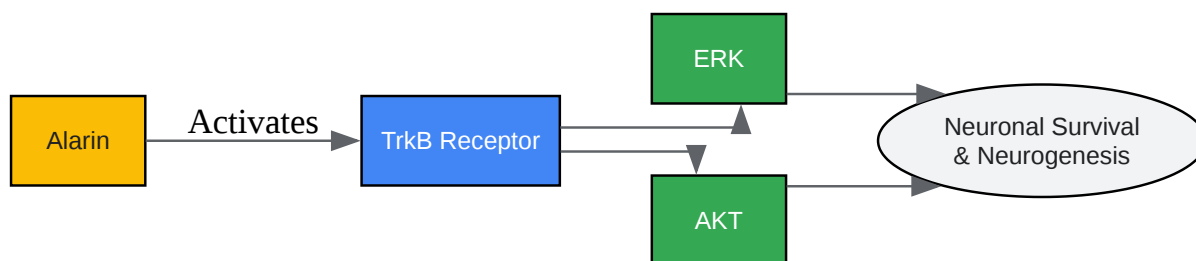 Alarin
Activates
TrkB Receptor
ERK
AKT
Neuronal Survival
& Neurogenesis